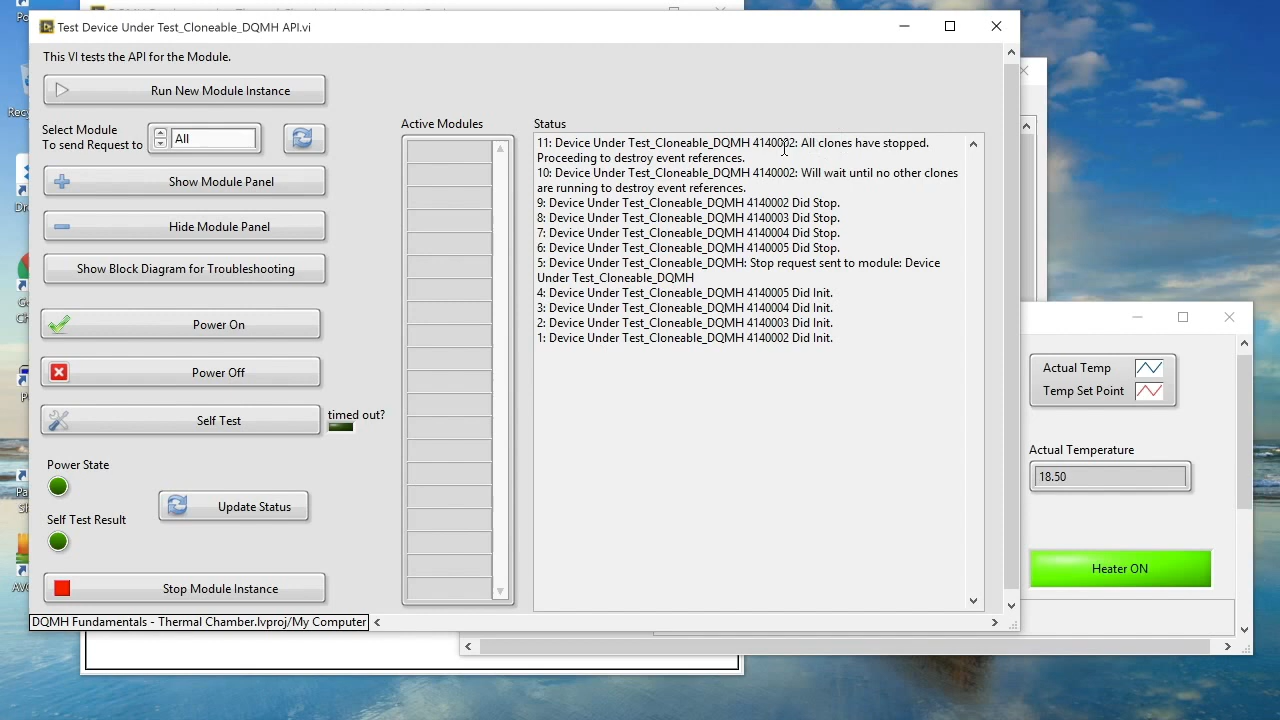 Test Device Under Test_Cloneable_DQMH API.vi
This VI tests the API for the Module.
Run New Module Instance
Select Module
To send Request to
All
Show Module Panel
Hide Module Panel
Show Block Diagram for Troubleshooting
Power On
Power Off
Self Test
timed out?
Power State
Update Status
Self Test Result
Stop Module Instance
DQMH Fundamentals - Thermal Chamber.lvproj/My Computer
Active Modules
Status
11: Device Under Test_Cloneable_DQMH 4140002: All clones have stopped.
Proceeding to destroy event references.
10: Device Under Test_Cloneable_DQMH 4140002: Will wait until no other clones
are running to destroy event references.
9: Device Under Test_Cloneable_DQMH 4140002 Did Stop.
8: Device Under Test_Cloneable_DQMH 4140003 Did Stop.
7: Device Under Test_Cloneable_DQMH 4140004 Did Stop.
6: Device Under Test_Cloneable_DQMH 4140005 Did Stop.
5: Device Under Test_Cloneable_DQMH: Stop request sent to module: Device
Under Test_Cloneable_DQMH
4: Device Under Test_Cloneable_DQMH 4140005 Did Init.
3: Device Under Test_Cloneable_DQMH 4140004 Did Init.
2: Device Under Test_Cloneable_DQMH 4140003 Did Init.
1: Device Under Test_Cloneable_DQMH 4140002 Did Init.
Actual Temp
Temp Set Point
Actual Temperature
18.50
Heater ON